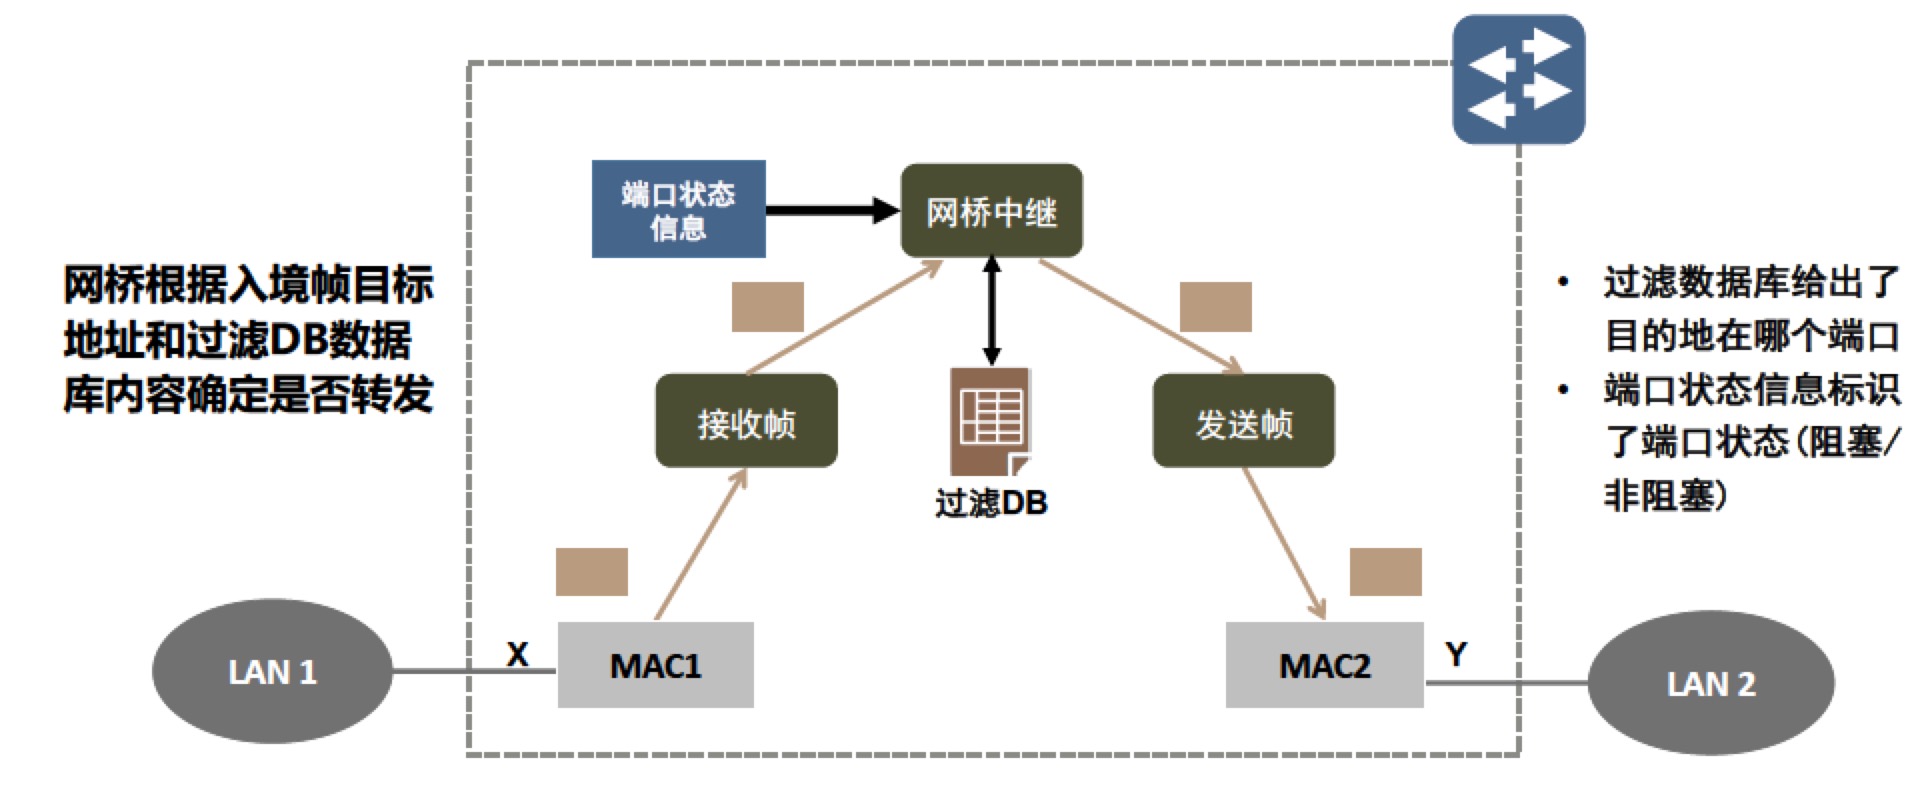 网桥根据入境帧目标
地址和过滤DB数据
库内容确定是否转发
端口状态
信息
网桥中继
接收帧
过滤DB
发送帧
LAN 1
X
MAC1
MAC2
Y
LAN 2
• 过滤数据库给出了
目的地在哪个端口
• 端口状态信息标识
了端口状态(阻塞/
非阻塞)